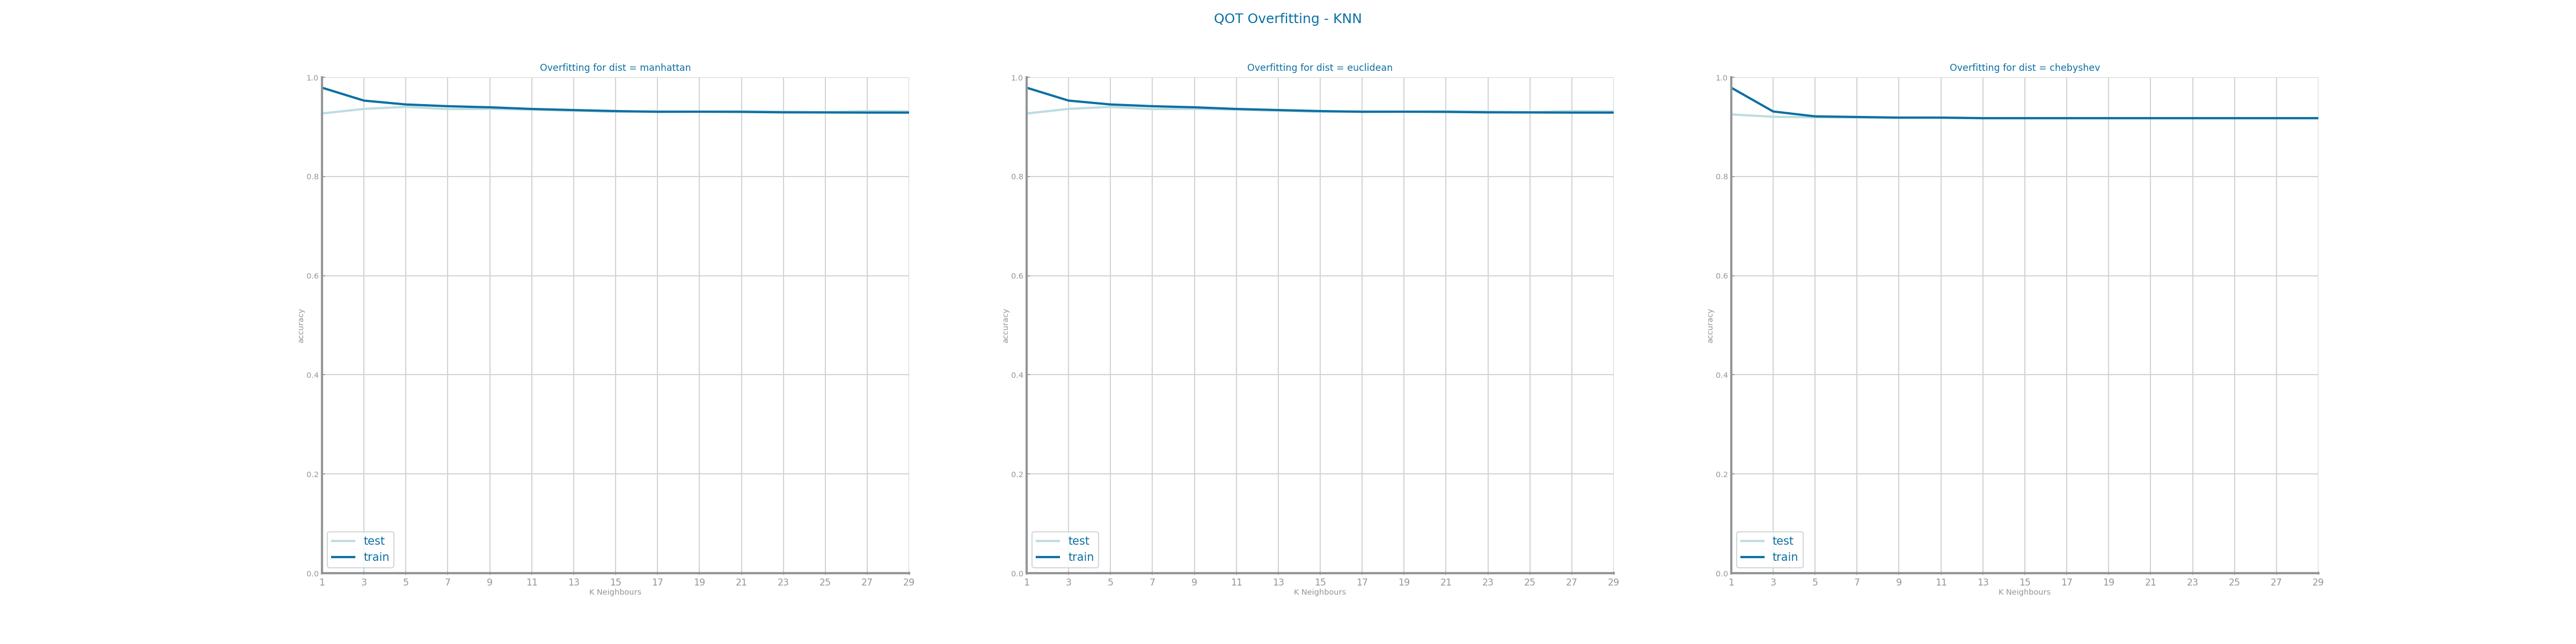 QOT Overfitting - KNN
Overfitting for dist = manhattan
1.0
0.8
0.6
0.4
0.2
0.0
accuracy
test
train
1 3 5 7 9 11 13 15 17 19 21 23 25 27 29
K Neighbours
Overfitting for dist = euclidean
1.0
0.8
0.6
0.4
0.2
0.0
accuracy
test
train
1 3 5 7 9 11 13 15 17 19 21 23 25 27 29
K Neighbours
Overfitting for dist = chebyshev
1.0
0.8
0.6
0.4
0.2
0.0
accuracy
test
train
1 3 5 7 9 11 13 15 17 19 21 23 25 27 29
K Neighbours